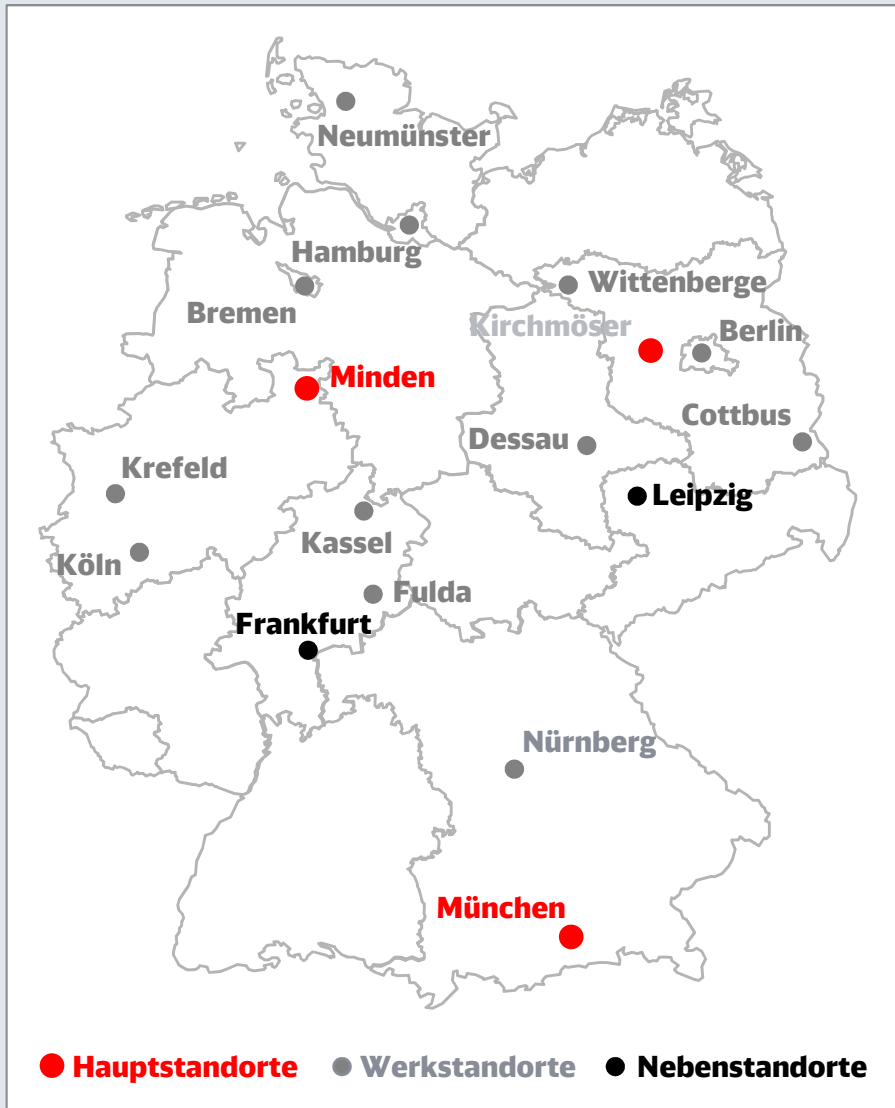 Neumünster
Hamburg
Wittenberge
Bremen
Kirchmöser
Berlin
Minden
Cottbus
Dessau
Krefeld
Leipzig
Kassel
Köln
Fulda
Frankfurt
Nürnberg
München
Hauptstandorte
Werkstandorte
Nebenstandorte